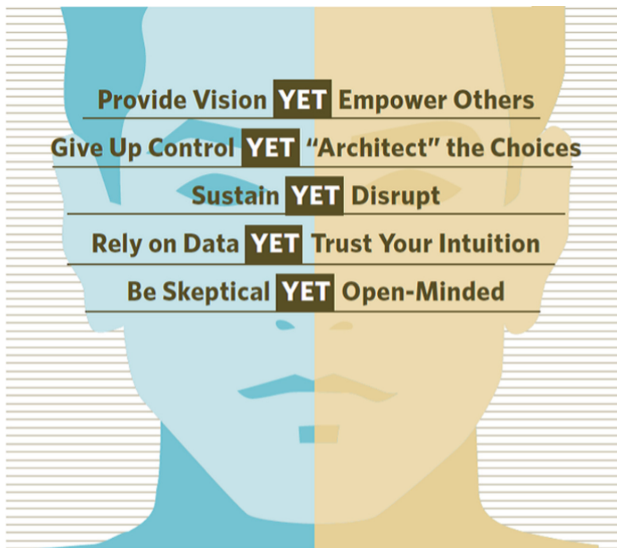 Provide Vision YET Empower Others
Give Up Control YET “Architect” the Choices
Sustain YET Disrupt
Rely on Data YET Trust Your Intuition
Be Skeptical YET Open-Minded